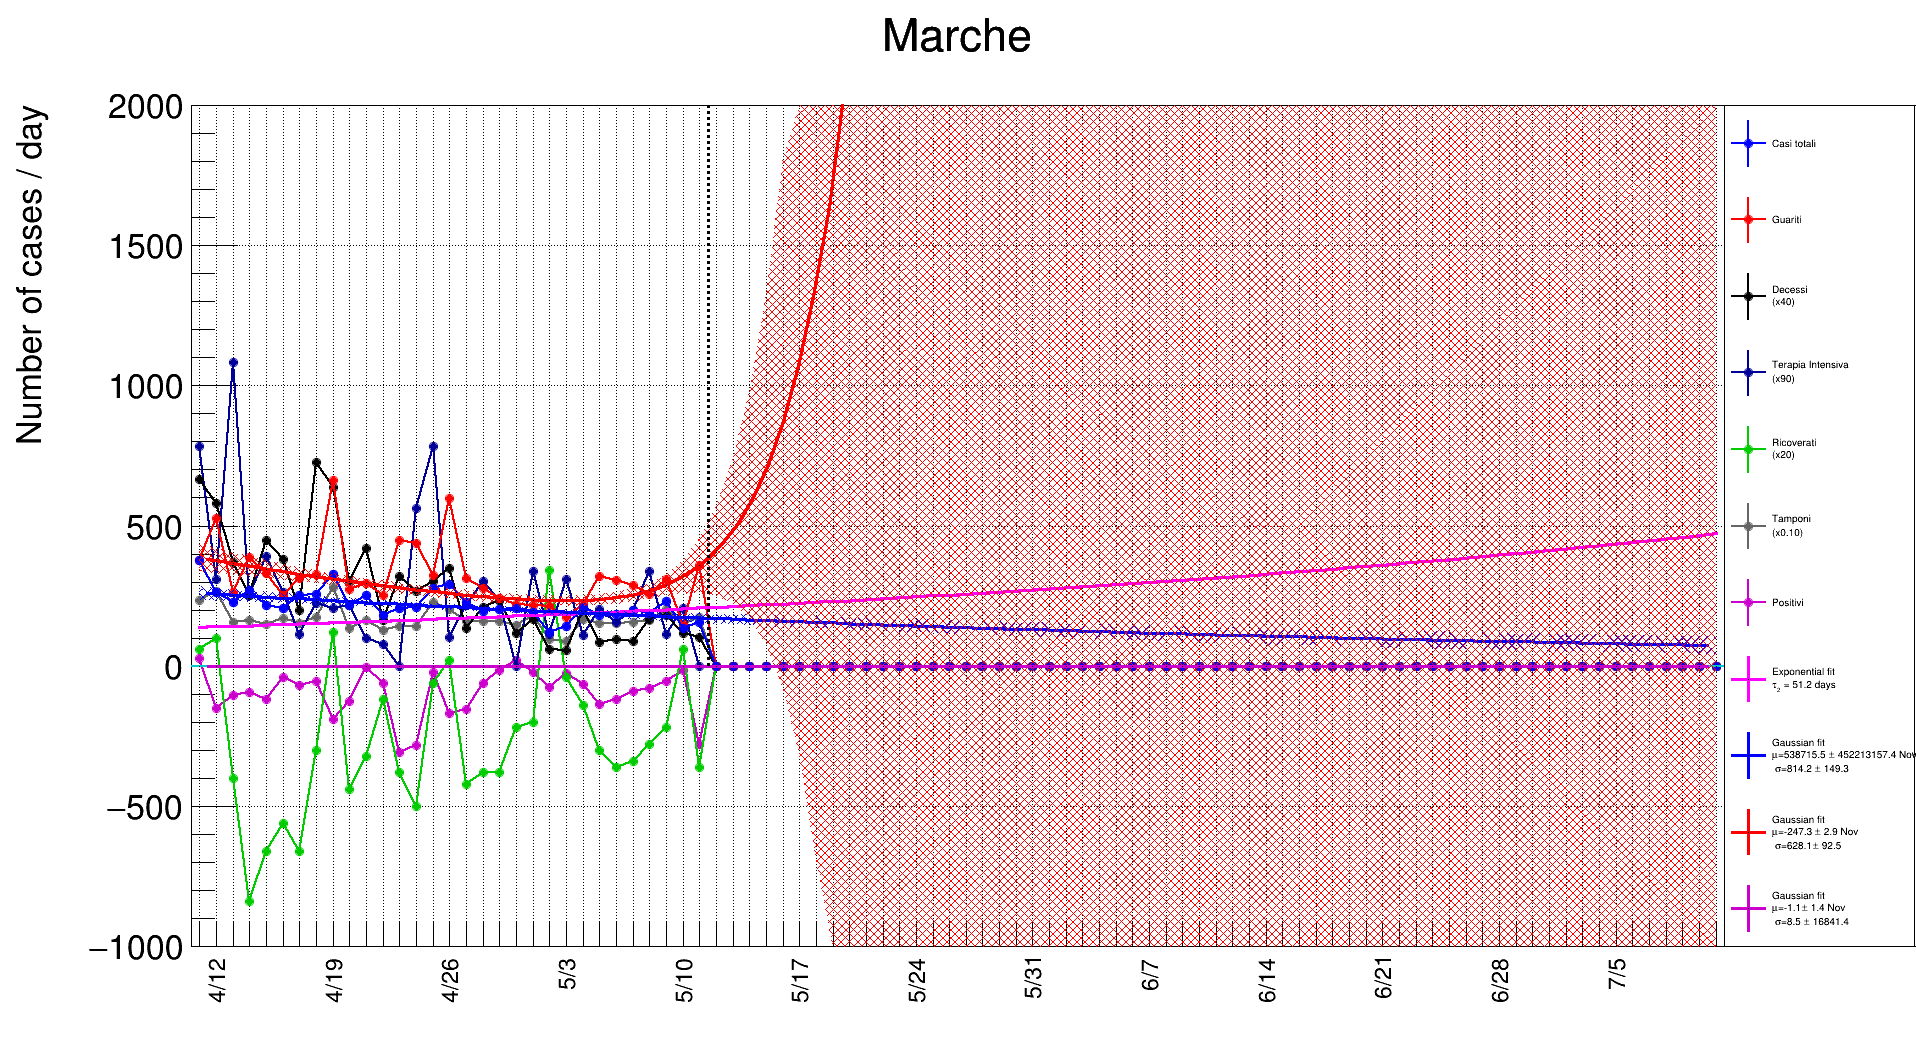 Marche
Number of cases / day
2000
1500
1000
500
0
−500
−1000
4/12
4/19
4/26
5/3
5/10
5/17
5/24
5/31
6/7
6/14
6/21
6/28
7/5
Casi totali
Guariti
Decessi
(x40)
Terapia Intensiva
(x90)
Ricoverati
(x20)
Tamponi
(x0.10)
Positivi
Exponential fit
τ2 = 51.2 days
Gaussian fit
μ=538715.5 ± 452213157.4 Nov
σ=814.2 ± 149.3
Gaussian fit
μ=-247.3 ± 2.9 Nov
σ=628.1± 92.5
Gaussian fit
μ=-1.1± 1.4 Nov
σ=8.5 ± 16841.4